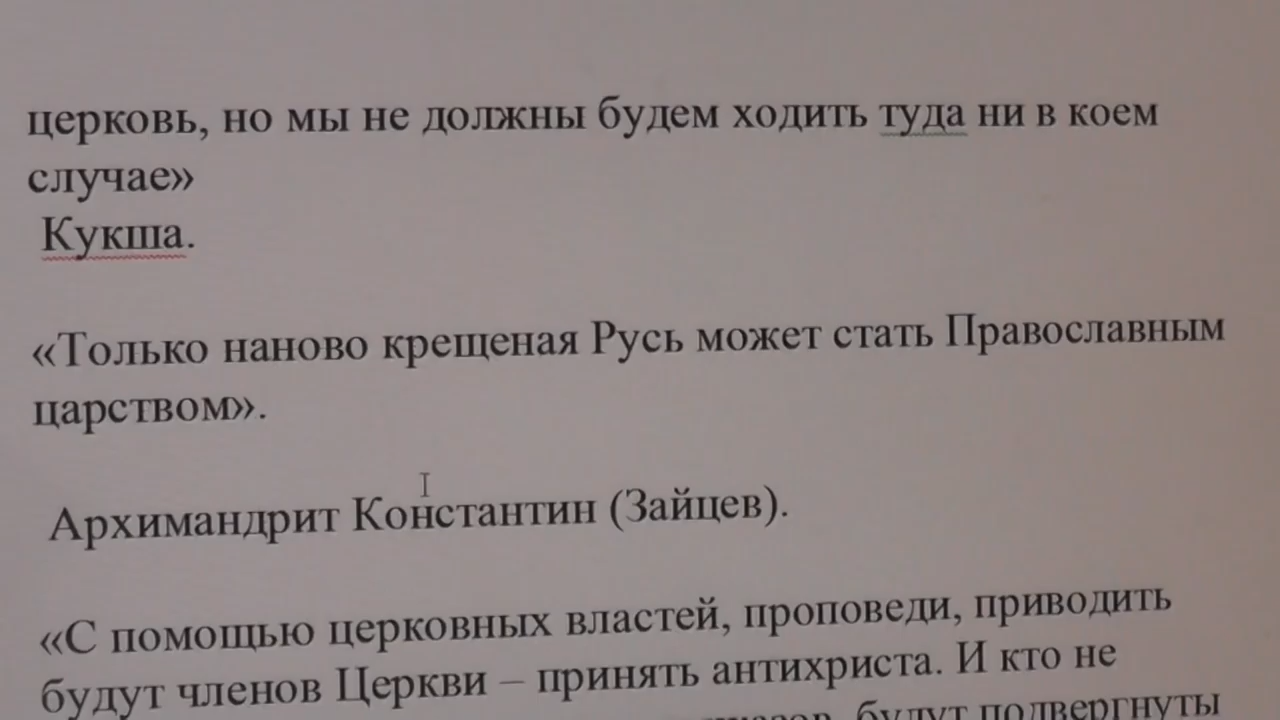 церковь, но мы не должны будем ходить туда ни в коем
случае»
Кукша.
«Только наново крещеная Русь может стать Православным
царством».
Архимандрит Константин (Зайцев).
«С помощью церковных властей, проповеди, приводить
будут членов Церкви – принять антихриста. И кто не
будут подвергнуты